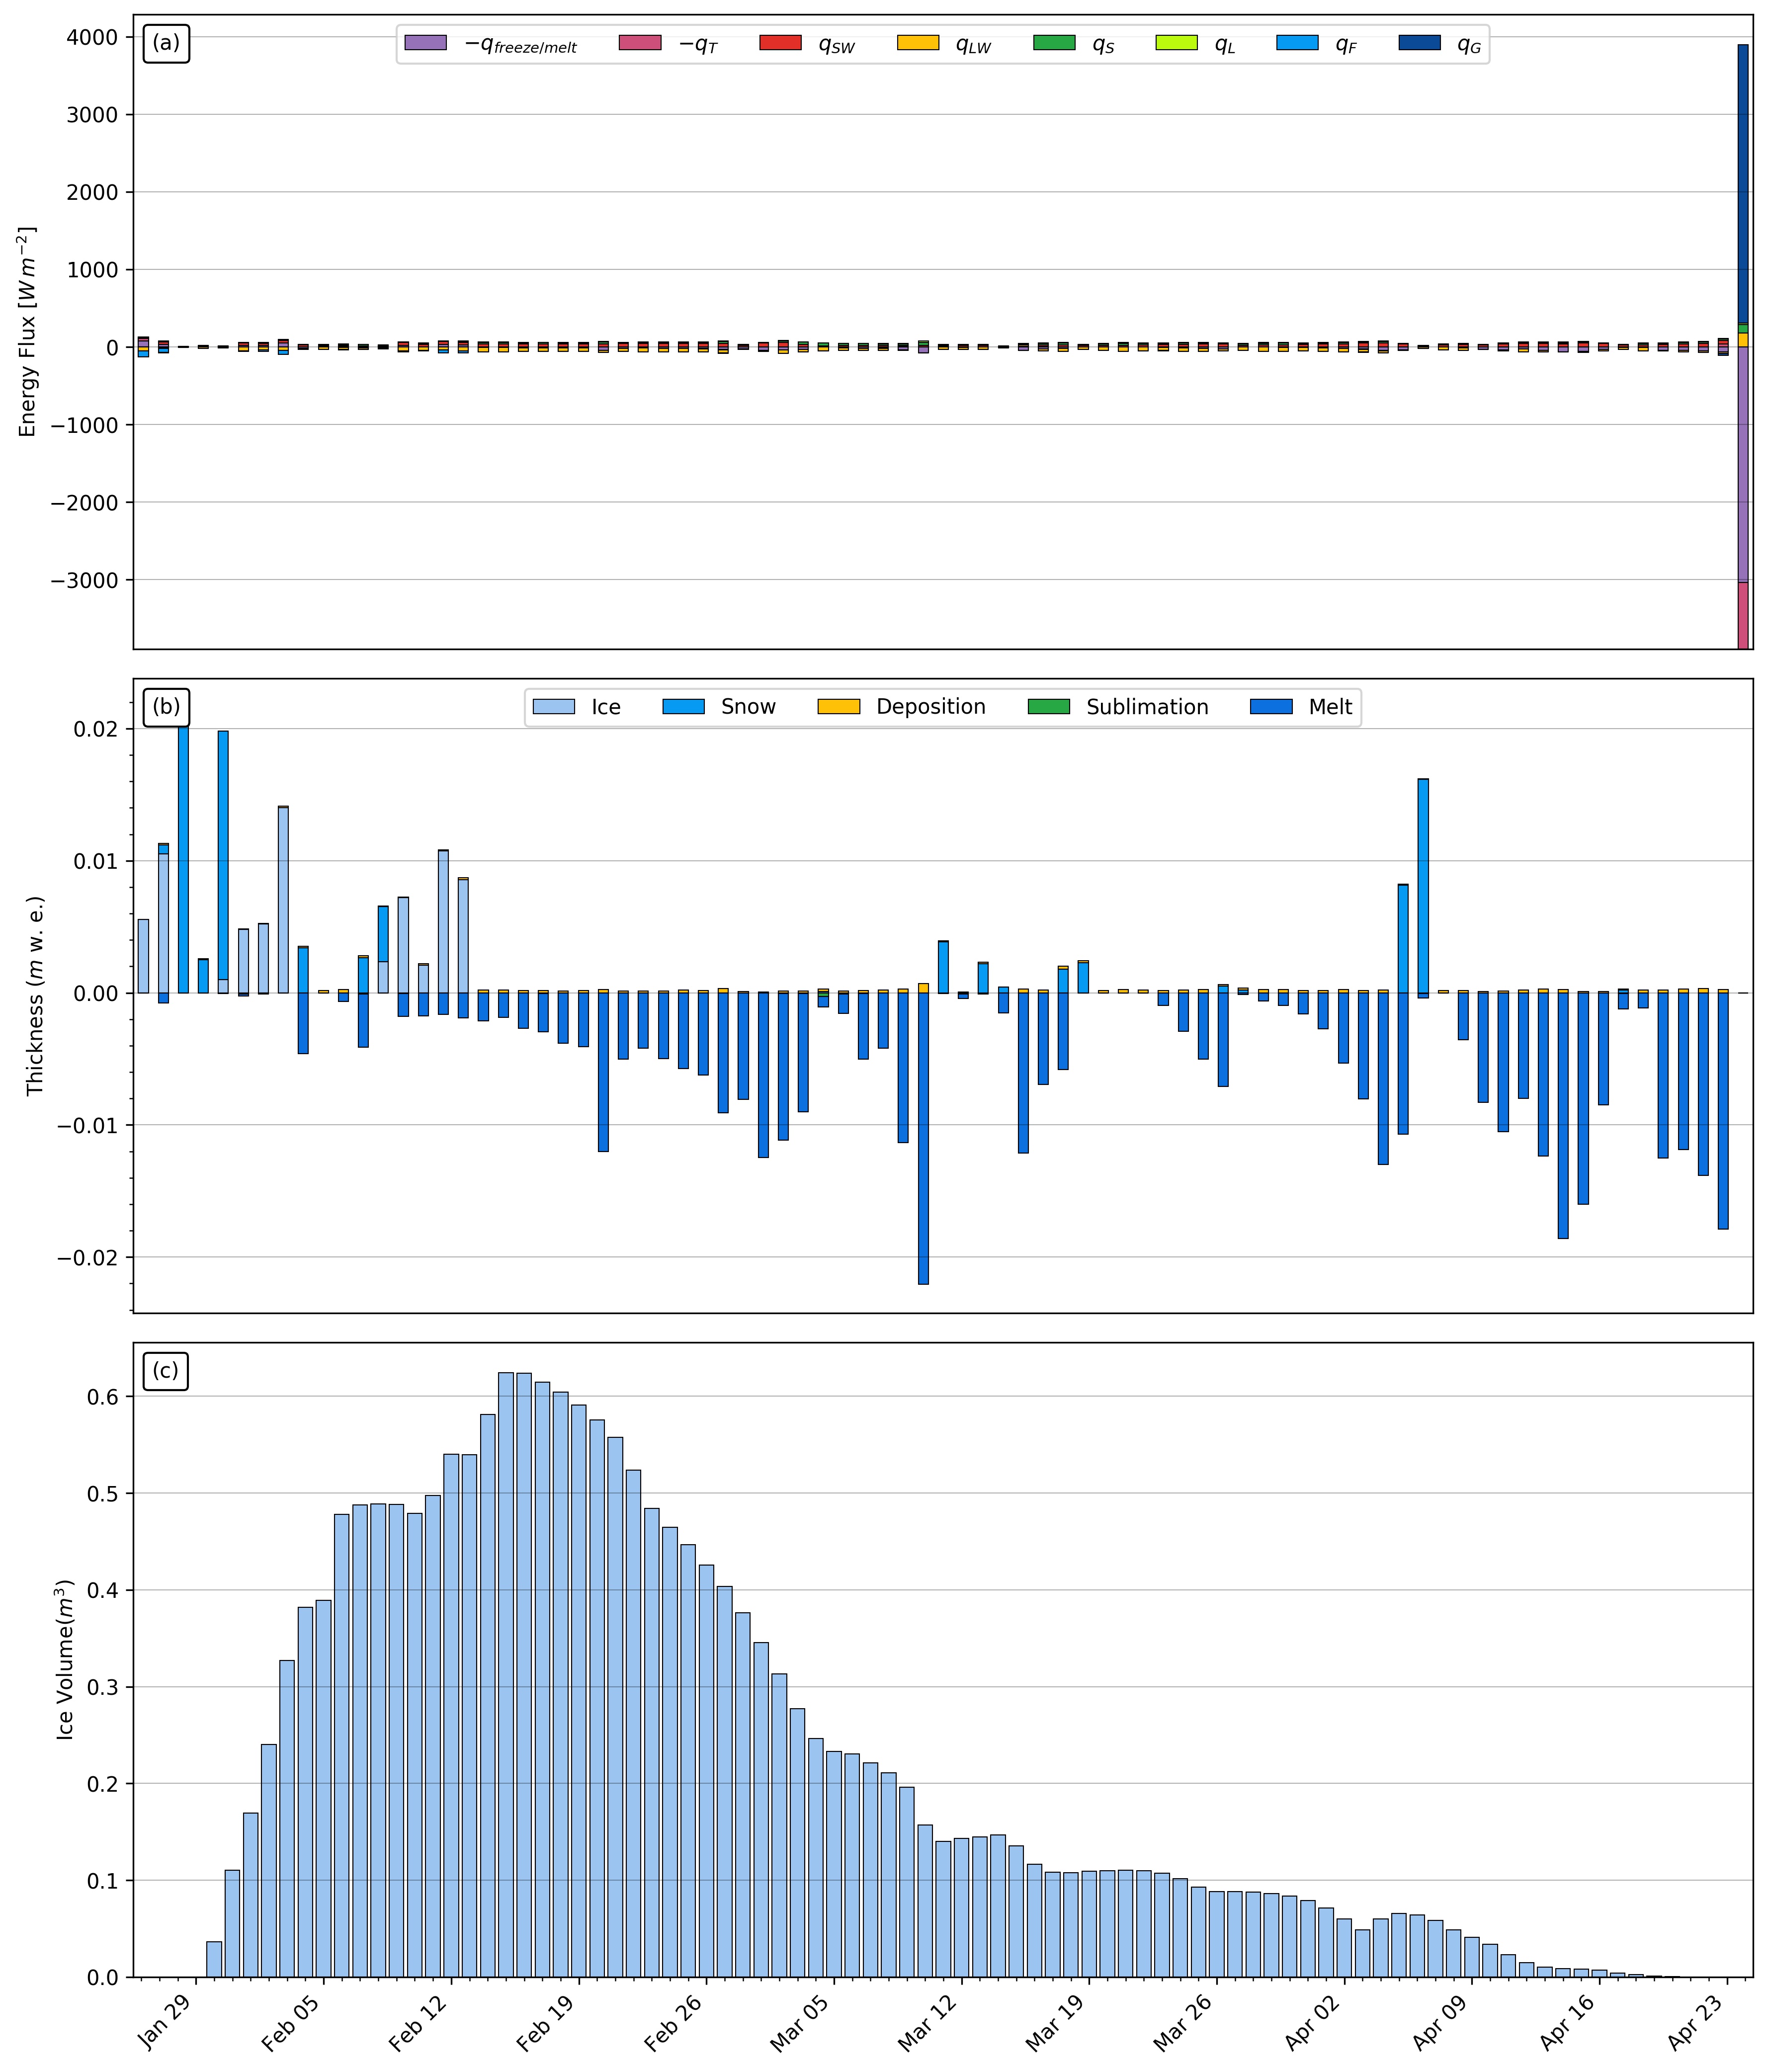 (a)
−q_freeze/melt −q_T q_SW q_LW q_S q_L q_F q_G
Energy Flux [W m⁻²]
4000
3000
2000
1000
0
−1000
−2000
−3000
(b)
Ice Snow Deposition Sublimation Melt
Thickness (m w. e.)
0.02
0.01
0.00
−0.01
−0.02
(c)
Ice Volume(m³)
0.6
0.5
0.4
0.3
0.2
0.1
0.0
Jan 29 Feb 05 Feb 12 Feb 19 Feb 26 Mar 05 Mar 12 Mar 19 Mar 26 Apr 02 Apr 09 Apr 16 Apr 23